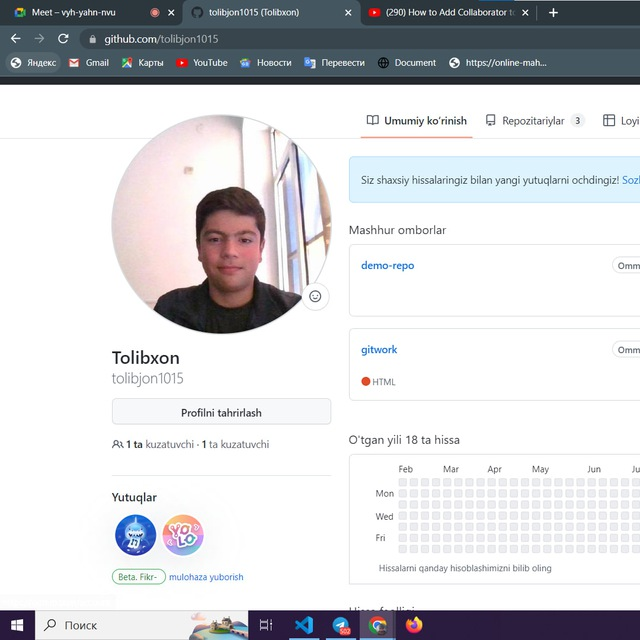 Meet – vyh-yahn-nvu
tolibjon1015 (Tolibxon)
(290) How to Add Collaborator to
github.com/tolibjon1015
Яндекс
Gmail
Карты
YouTube
Новости
Перевести
Document
https://online-mah...
Umumiy ko‘rinish
Repozitariylar 3
Loyi
Siz shaxsiy hissalaringiz bilan yangi yutuqlarni ochdingiz! Sozl
Mashhur omborlar
demo-repo
Omm
gitwork
Omm
HTML
Tolibxon
tolibjon1015
Profilni tahrirlash
1 ta kuzatuvchi · 1 ta kuzatuvchi
O‘tgan yili 18 ta hissa
Feb Mar Apr May Jun Ju
Mon
Wed
Fri
Hissalarni qanday hisoblashimizni bilib oling
Yutuqlar
YOLO
Beta. Fikr-
mulohaza yuborish
Hissa faolligi
Поиск
502